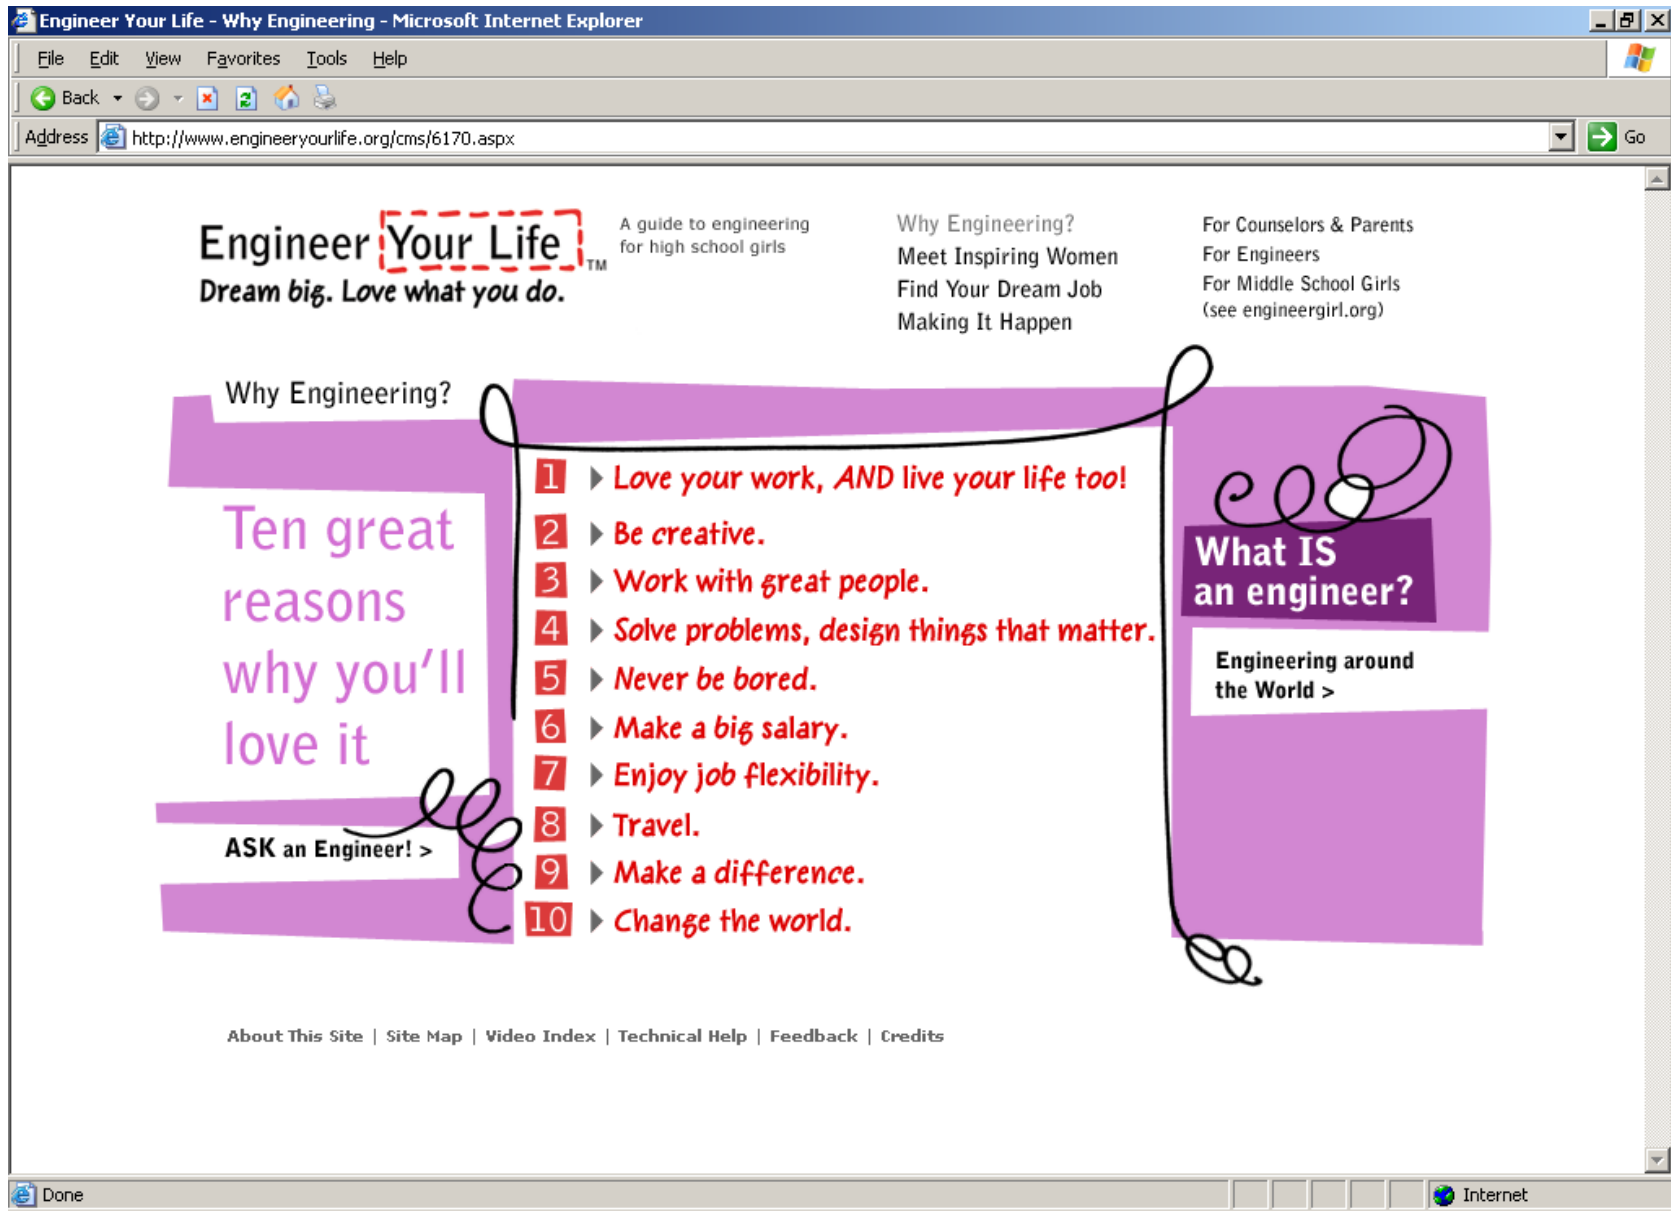 Engineer Your Life - Why Engineering - Microsoft Internet Explorer
File Edit View Favorites Tools Help
Back
Address http://www.engineeryourlife.org/cms/6170.aspx Go
Engineer Your Life TM
Dream big. Love what you do.
A guide to engineering
for high school girls
Why Engineering?
Meet Inspiring Women
Find Your Dream Job
Making It Happen
For Counselors & Parents
For Engineers
For Middle School Girls
(see engineergirl.org)
Why Engineering?
Ten great
reasons
why you'll
love it
ASK an Engineer! >
1 Love your work, AND live your life too!
2 Be creative.
3 Work with great people.
4 Solve problems, design things that matter.
5 Never be bored.
6 Make a big salary.
7 Enjoy job flexibility.
8 Travel.
9 Make a difference.
10 Change the world.
What IS
an engineer?
Engineering around
the World >
About This Site | Site Map | Video Index | Technical Help | Feedback | Credits
Done Internet